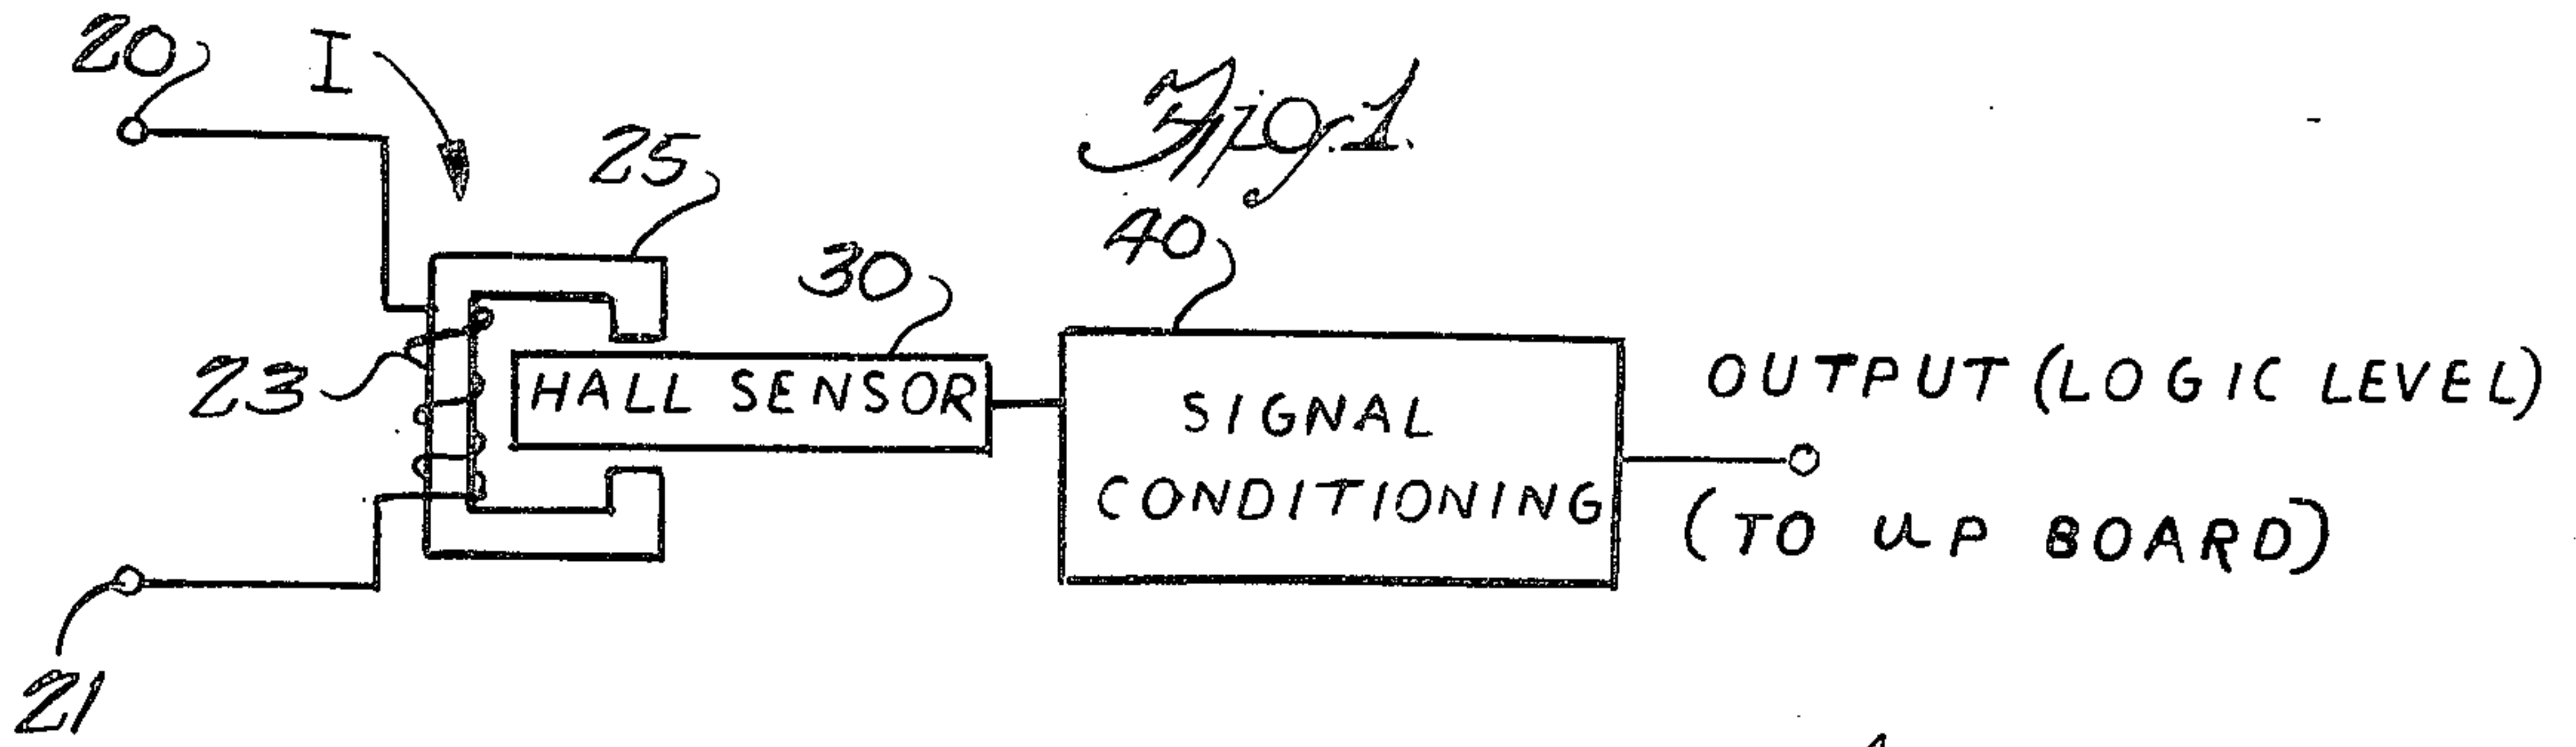 20
I
Fig. 1.
25
40
30
23
HALL SENSOR
SIGNAL
CONDITIONING
OUTPUT (LOGIC LEVEL)
(TO UP BOARD)
21